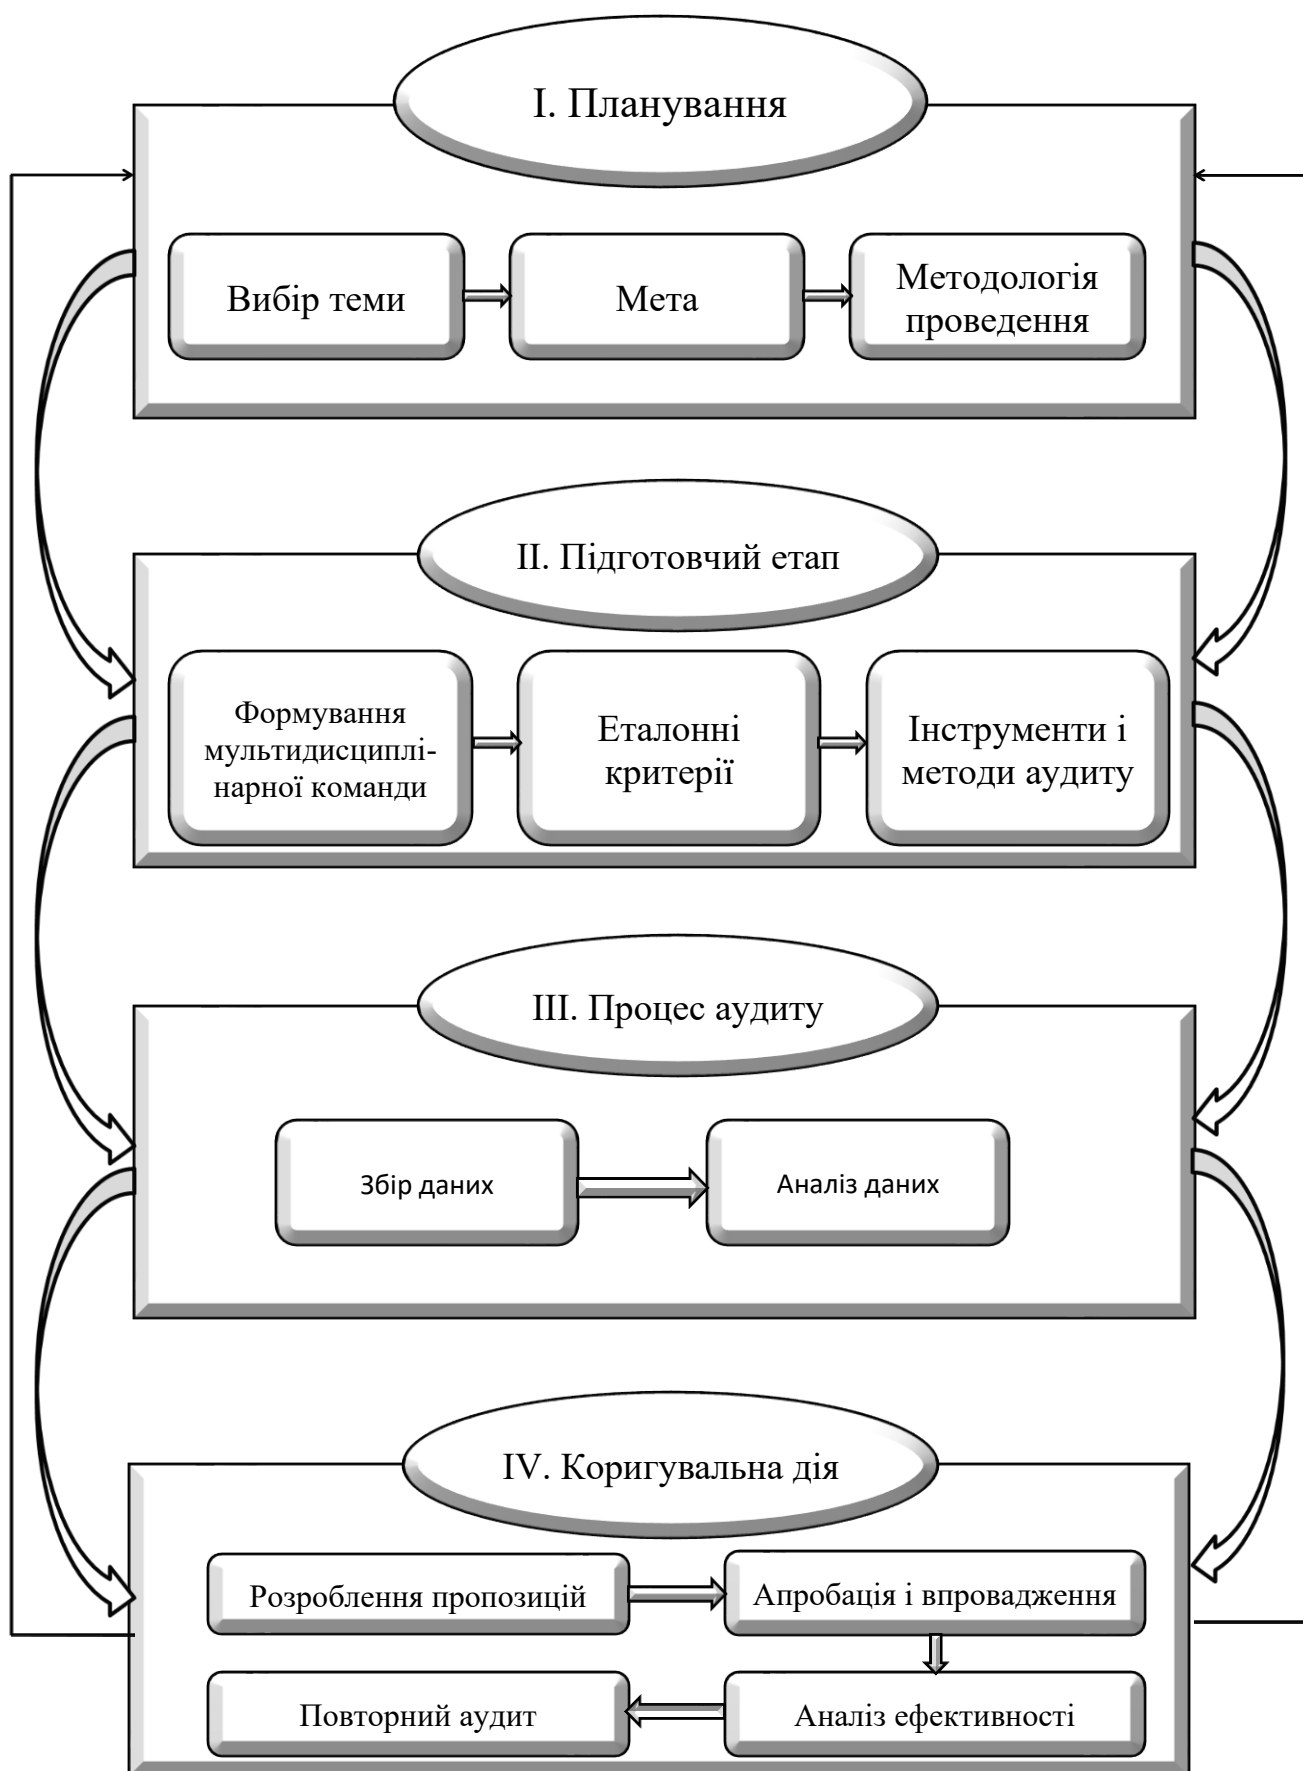 I. Планування
Вибір теми
Мета
Методологія
проведення
II. Підготовчий етап
Формування
мультидисциплі-
нарної команди
Еталонні
критерії
Інструменти і
методи аудиту
III. Процес аудиту
Збір даних
Аналіз даних
IV. Коригувальна дія
Розроблення пропозицій
Апробація і впровадження
Повторний аудит
Аналіз ефективності